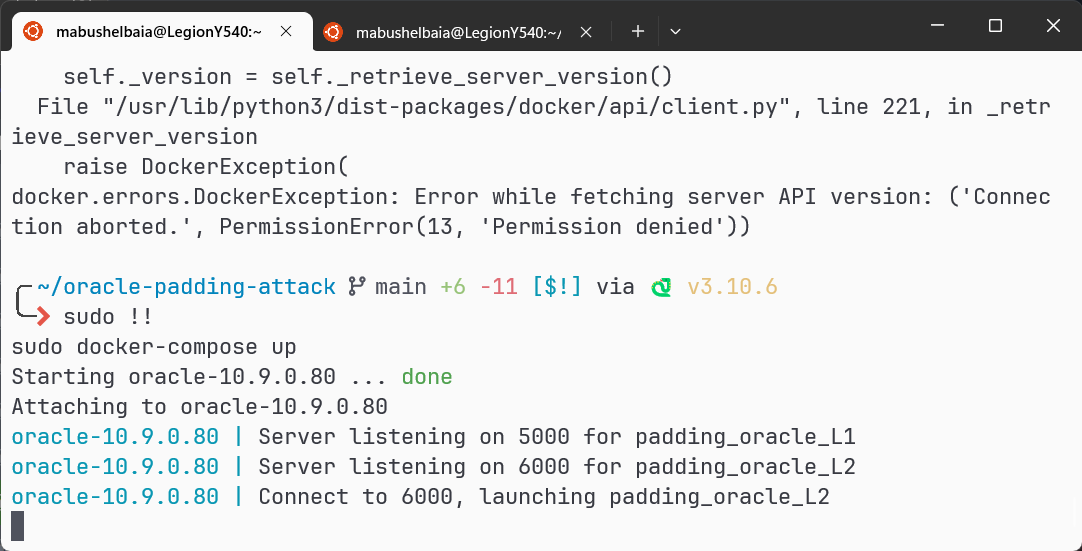 mabushelbaia@LegionY540:~
mabushelbaia@LegionY540:~/
    self._version = self._retrieve_server_version()
  File "/usr/lib/python3/dist-packages/docker/api/client.py", line 221, in _retr
ieve_server_version
    raise DockerException(
docker.errors.DockerException: Error while fetching server API version: ('Connec
tion aborted.', PermissionError(13, 'Permission denied'))
~/oracle-padding-attack main +6 -11 [$!] via v3.10.6
sudo !!
sudo docker-compose up
Starting oracle-10.9.0.80 ... done
Attaching to oracle-10.9.0.80
oracle-10.9.0.80 | Server listening on 5000 for padding_oracle_L1
oracle-10.9.0.80 | Server listening on 6000 for padding_oracle_L2
oracle-10.9.0.80 | Connect to 6000, launching padding_oracle_L2